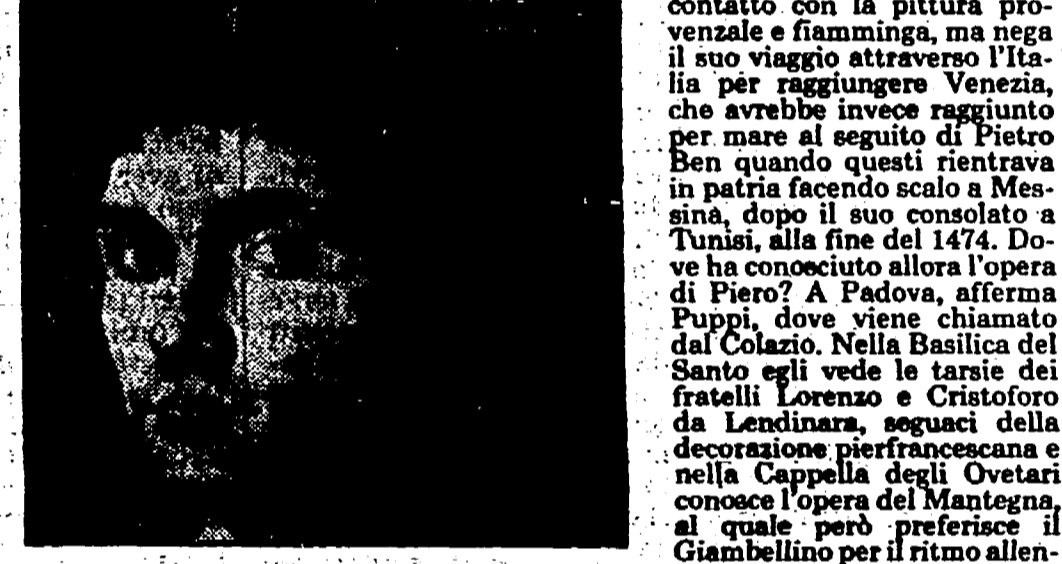 contatto con la pittura pro-
venzale e fiamminga, ma nega
il suo viaggio attraverso l'Ita-
lia per raggiungere Venezia,
che avrebbe invece raggiunto
per mare al seguito di Pietro
Ben quando questi rientrava
in patria facendo scalo a Mes-
sina, dopo il suo consolato a
Tunisi, alla fine del 1474. Do-
ve ha conosciuto allora l'opera
di Piero? A Padova, afferma
Puppi, dove viene chiamato
dal Colazio. Nella Basilica del
Santo egli vede le tarsie dei
fratelli Lorenzo e Cristoforo
da Lendinara, seguaci della
decorazione pierfrancescana e
nella Cappella degli Ovetari
conosce l'opera del Mantegna,
al quale però preferisce il
Giambellino per il ritmo allen-